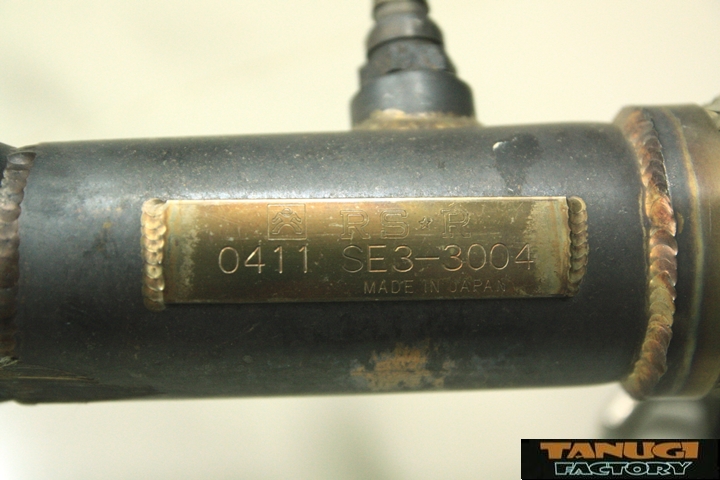 RS★R
0411 SE3-3004
MADE IN JAPAN
TANUGI
FACTORY